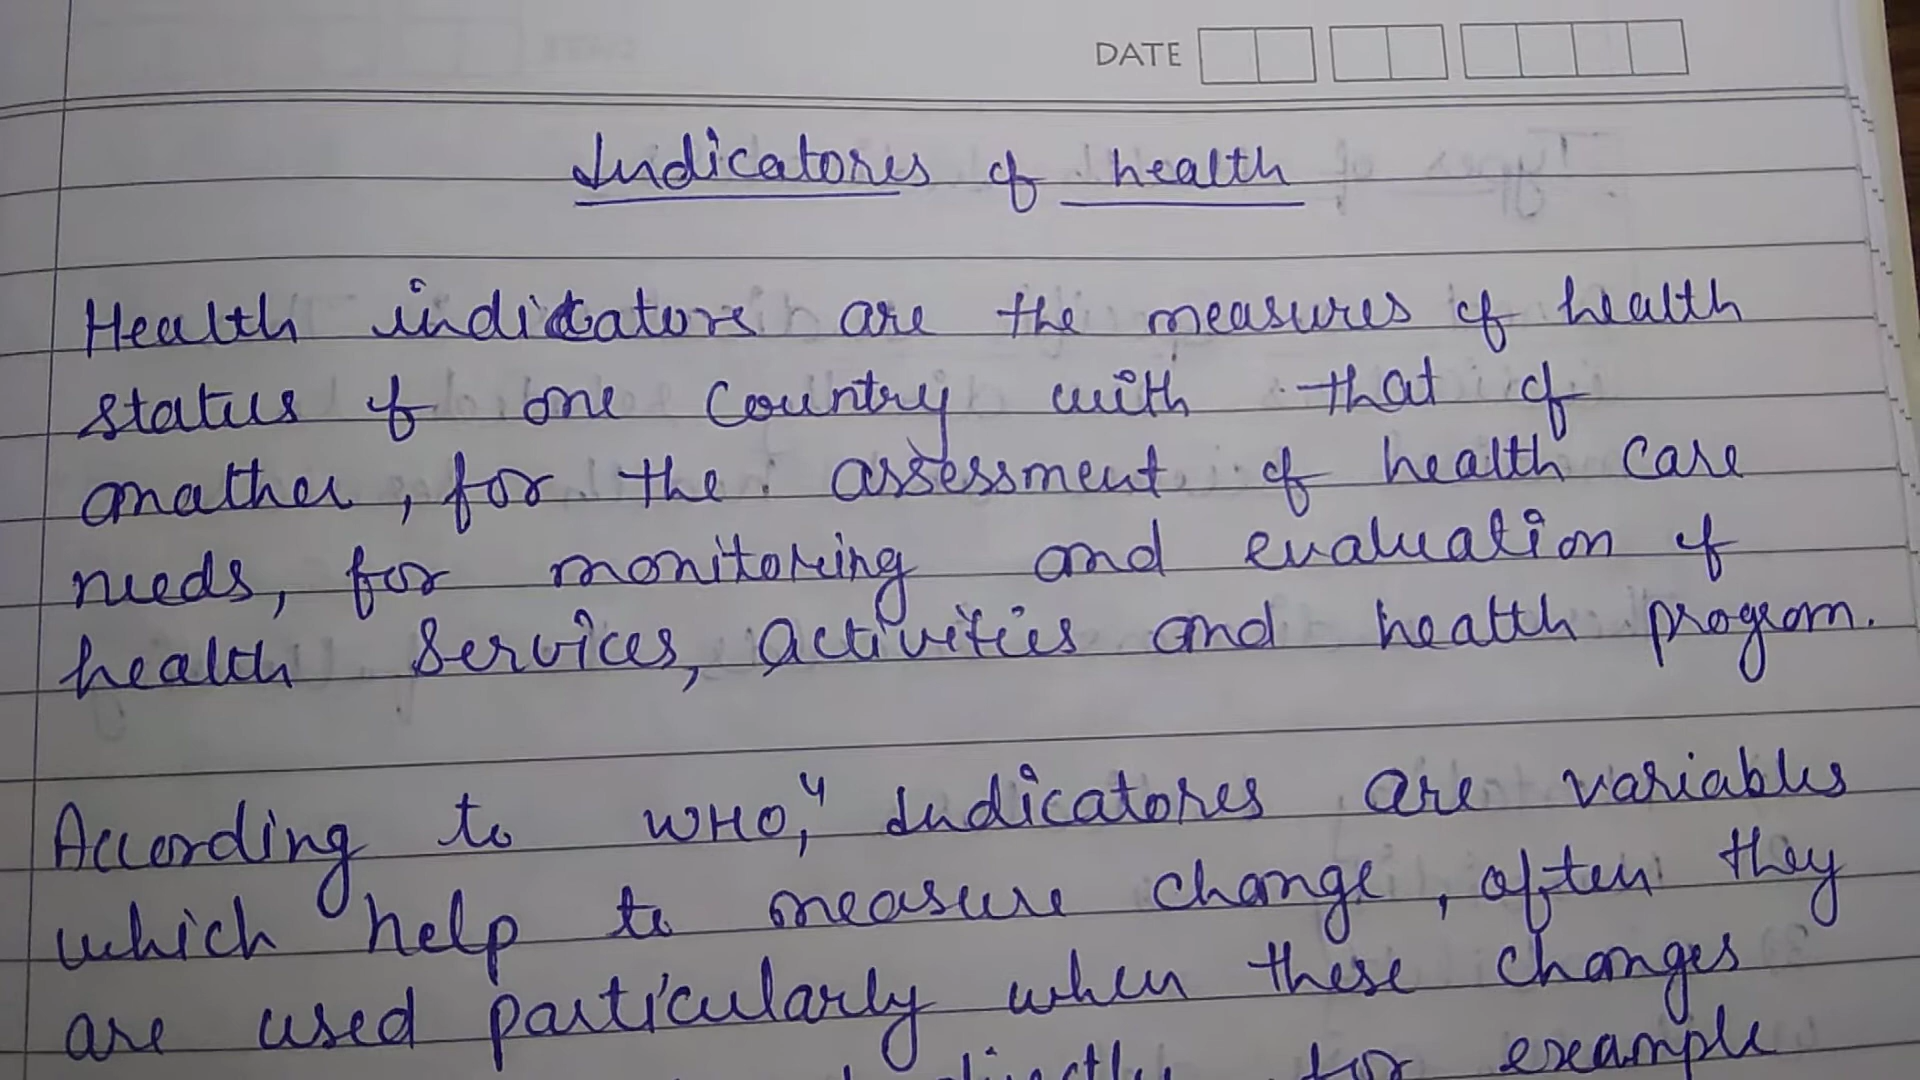 DATE
Indicatores of health
Health indicators are the measures of health
status of one country with that of
another, for the assessment of health care
needs, for monitoring and evaluation of
health services, activities and health program.
According to WHO," Indicatores are variables
which help to measure change, often they
are used particularly when these changes
directly for example